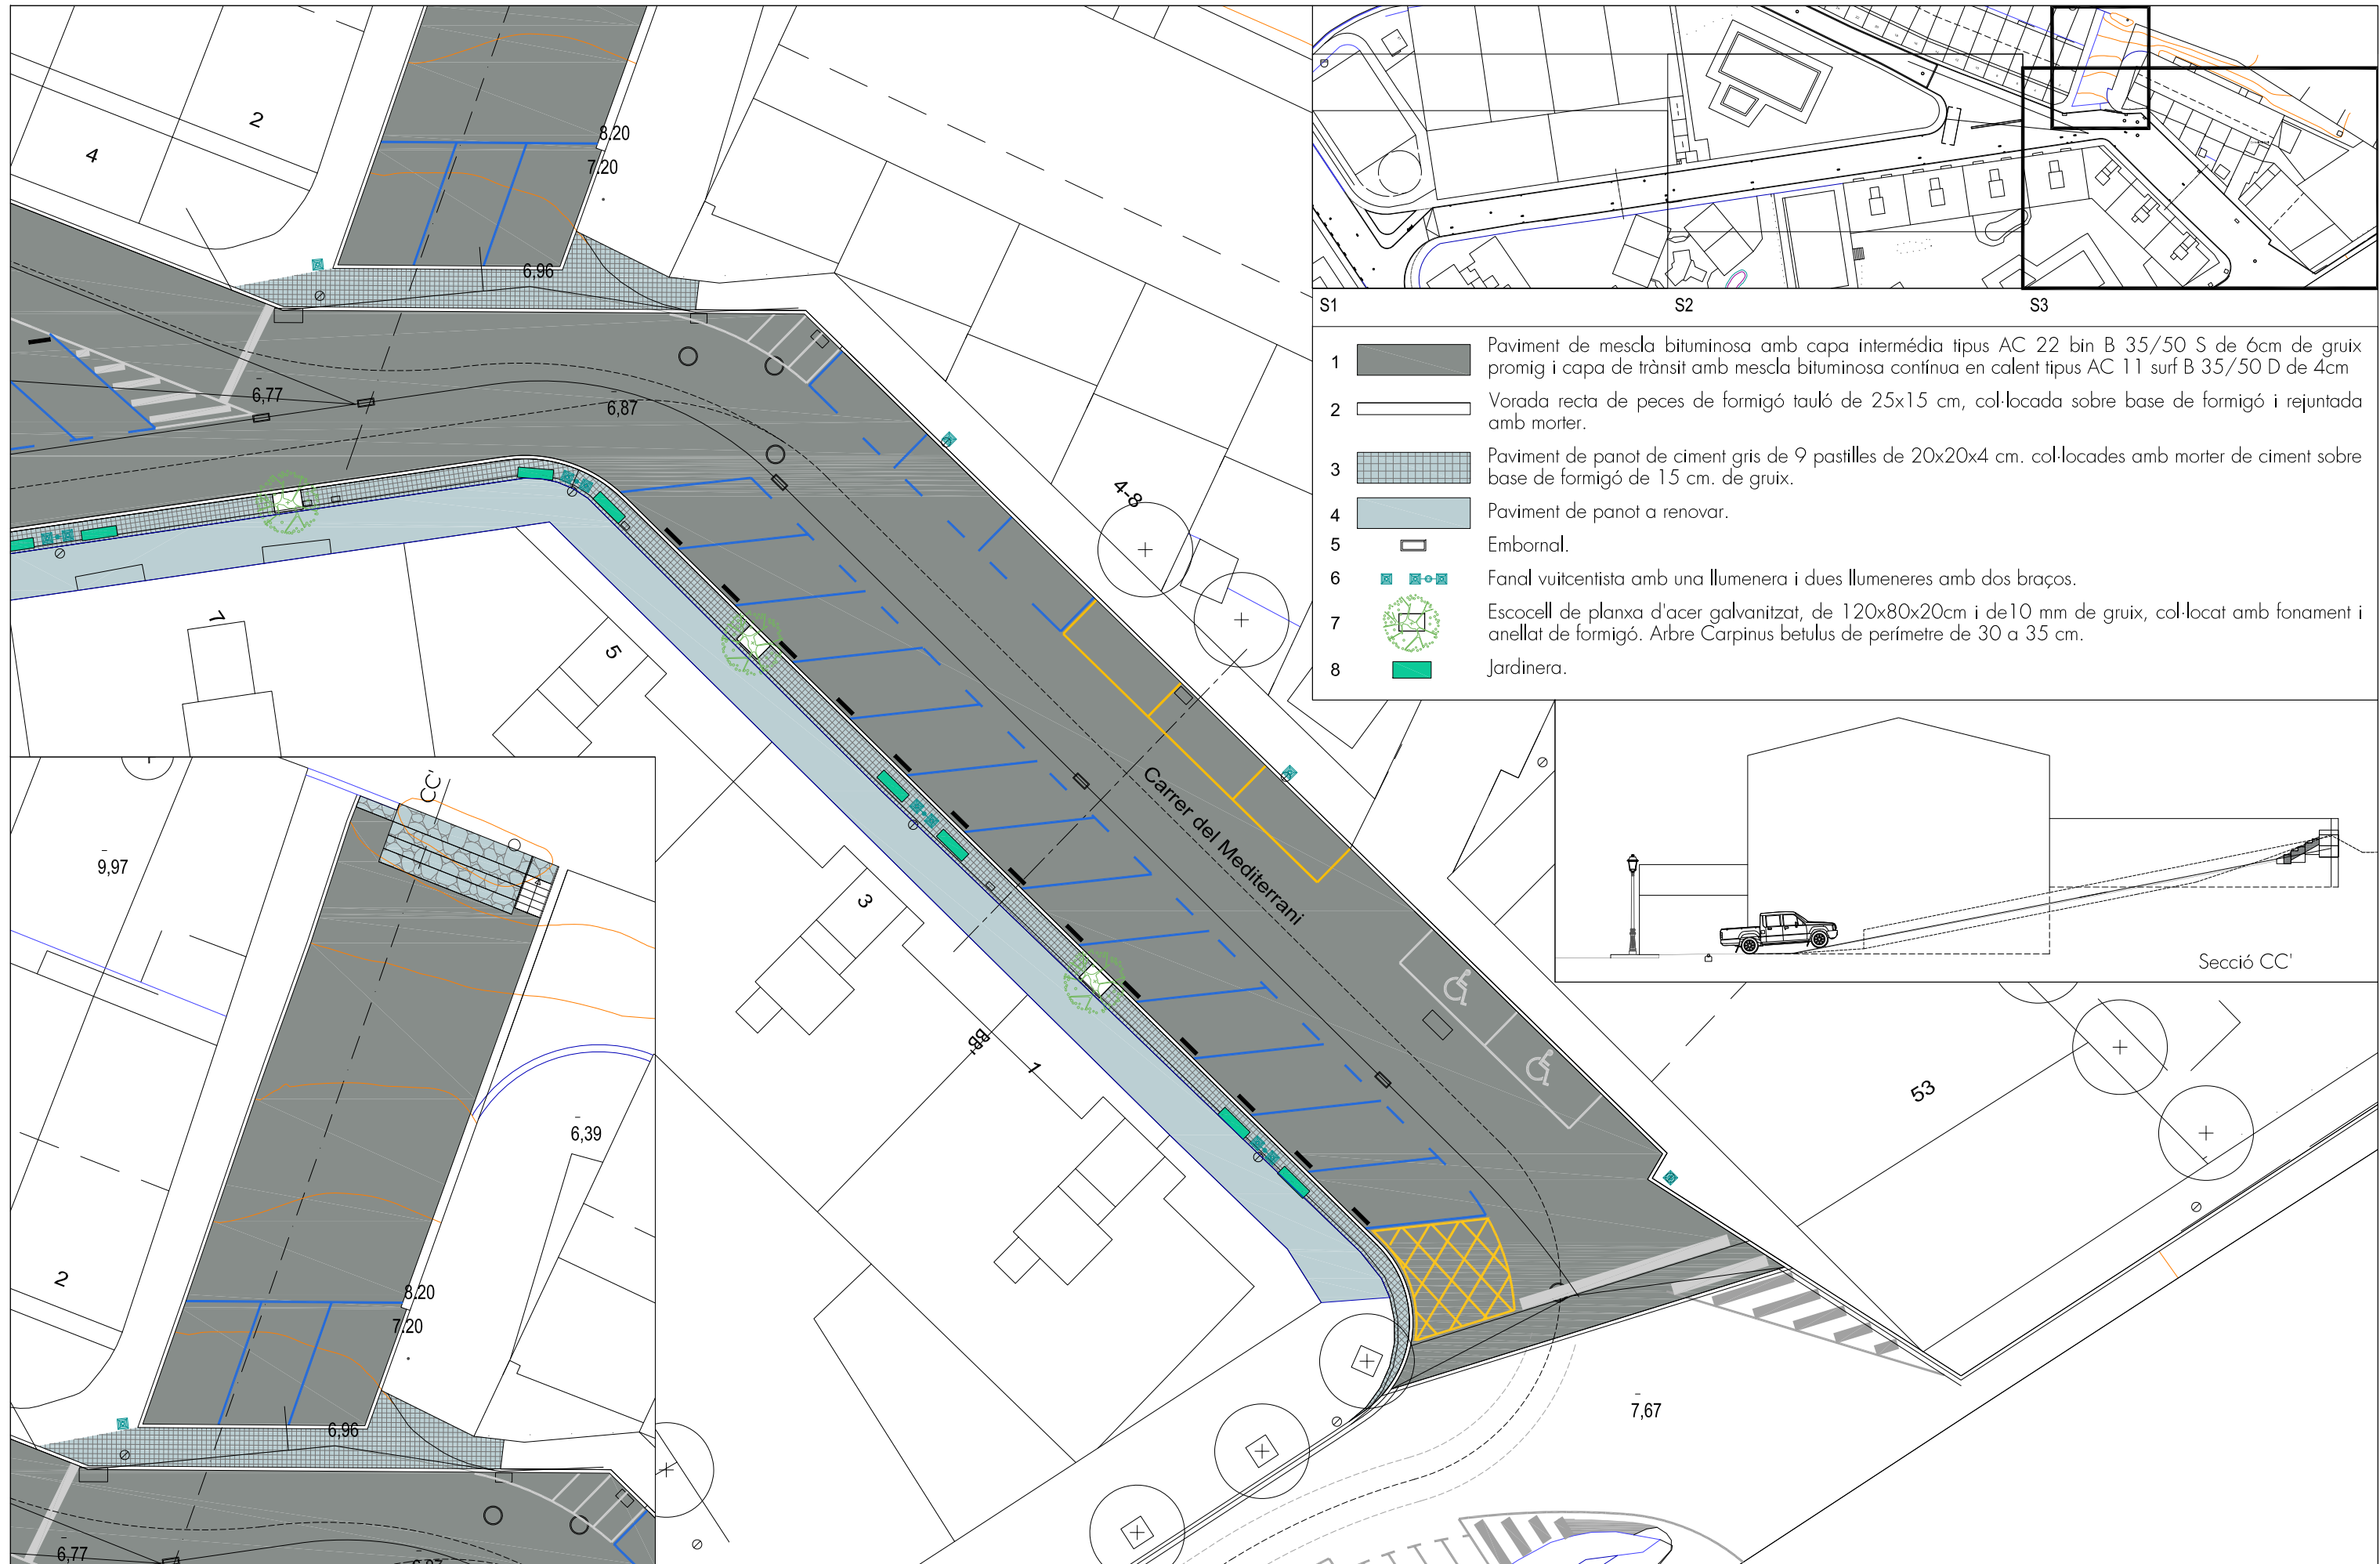 2
4
8.20
7.20
6,96
6,77
6,87
4-8
7
5
3
1
BB'
Carrer del Mediterrani
53
7,67
S1
S2
S3
1
Paviment de mescla bituminosa amb capa intermédia tipus AC 22 bin B 35/50 S de 6cm de gruix
promig i capa de trànsit amb mescla bituminosa contínua en calent tipus AC 11 surf B 35/50 D de 4cm
2
Vorada recta de peces de formigó tauló de 25x15 cm, col·locada sobre base de formigó i rejuntada
amb morter.
3
Paviment de panot de ciment gris de 9 pastilles de 20x20x4 cm. col·locades amb morter de ciment sobre
base de formigó de 15 cm. de gruix.
4
Paviment de panot a renovar.
5
Embornal.
6
Fanal vuitcentista amb una llumenera i dues llumeneres amb dos braços.
7
Escocell de planxa d'acer galvanitzat, de 120x80x20cm i de10 mm de gruix, col·locat amb fonament i
anellat de formigó. Arbre Carpinus betulus de perímetre de 30 a 35 cm.
8
Jardinera.
Secció CC'
CC'
9,97
6,39
2
8.20
7.20
6,96
6,77